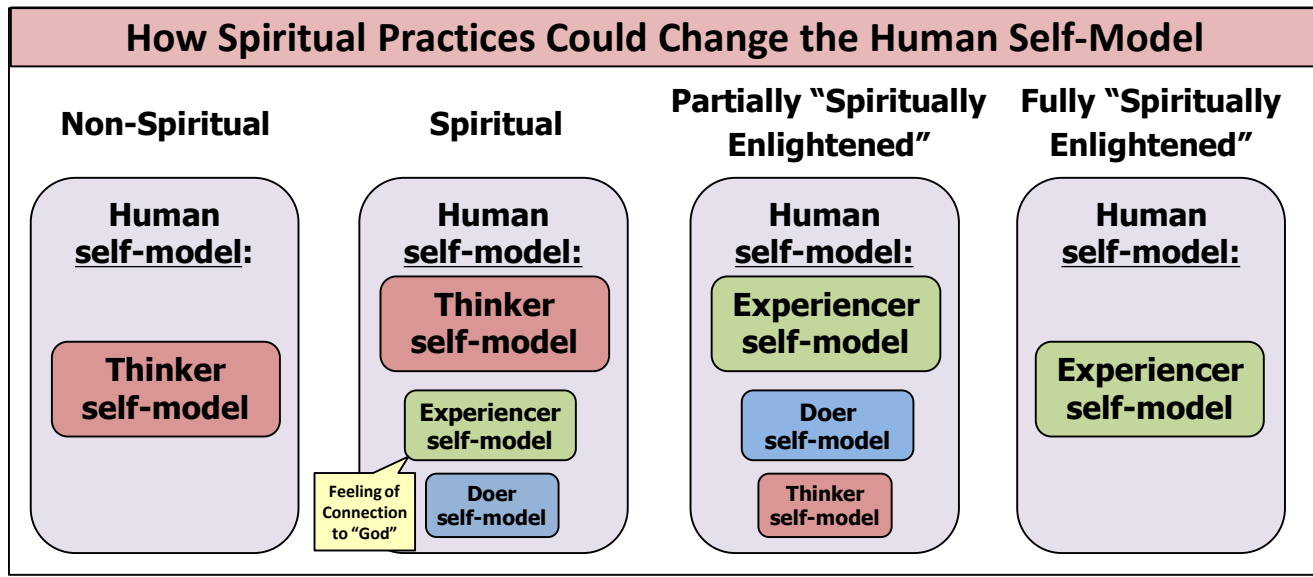 How Spiritual Practices Could Change the Human Self-Model
Non-Spiritual
Spiritual
Partially “Spiritually
Enlightened”
Fully “Spiritually
Enlightened”
Human
self-model:
Thinker
self-model
Human
self-model:
Thinker
self-model
Experiencer
self-model
Feeling of
Connection
to “God”
Doer
self-model
Human
self-model:
Experiencer
self-model
Doer
self-model
Thinker
self-model
Human
self-model:
Experiencer
self-model